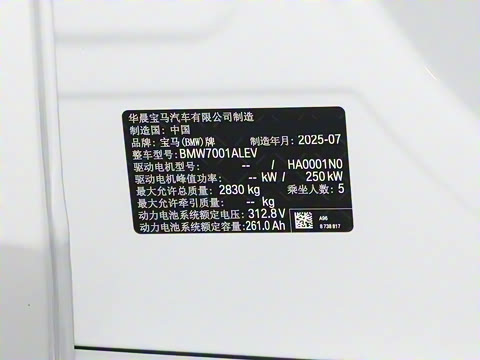 华晨宝马汽车有限公司制造
制造国: 中国
品牌: 宝马(BMW)牌 制造年月: 2025-07
整车型号: BMW7001ALEV
驱动电机型号: -- / HA0001N0
驱动电机峰值功率: -- kW / 250 kW
最大允许总质量: 2830 kg 乘坐人数: 5
最大允许牵引质量: -- kg
动力电池系统额定电压: 312.8V
动力电池系统额定容量: 261.0 Ah
A96
8 738 817